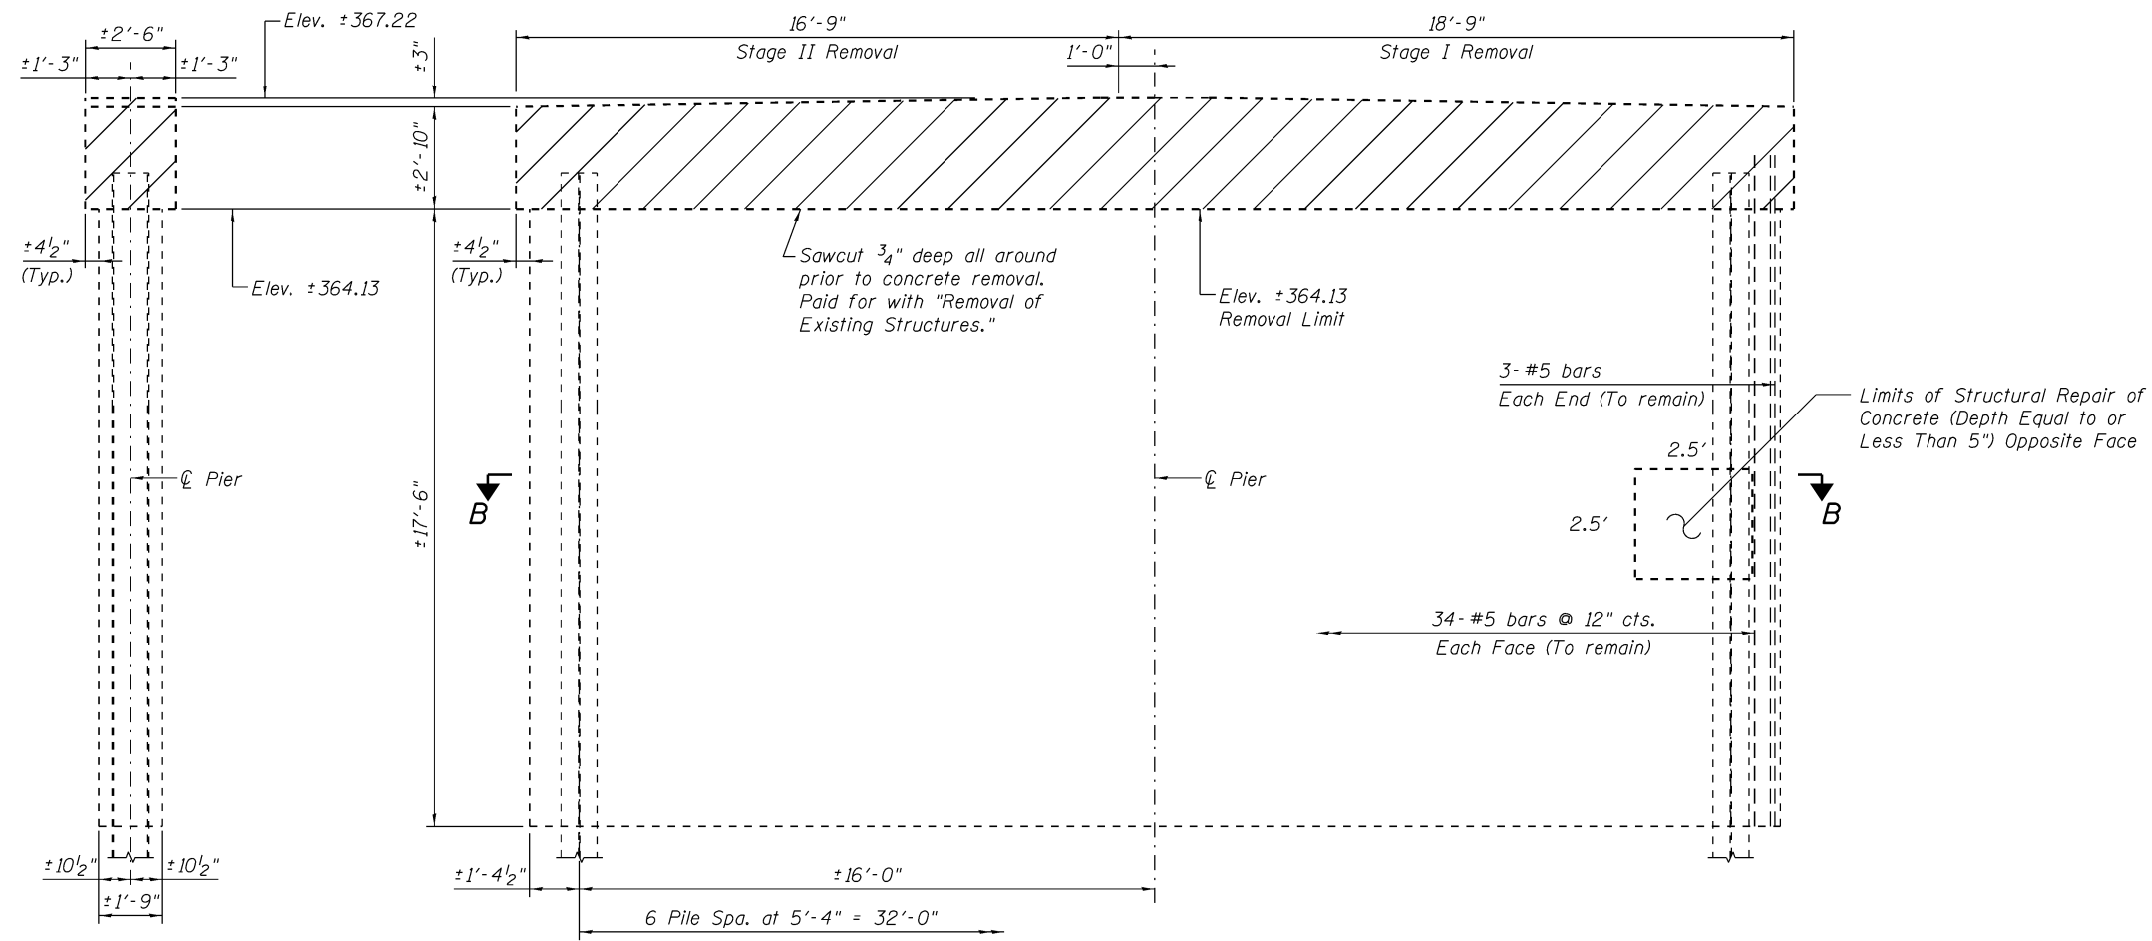 Elev. ±367.22
±2'-6"
±1'-3"
±1'-3"
±3"
16'-9"
Stage II Removal
1'-0"
18'-9"
Stage I Removal
±2'-10"
±4½"
(Typ.)
Elev. ±364.13
±4½"
(Typ.)
Sawcut ¾" deep all around
prior to concrete removal.
Paid for with "Removal of
Existing Structures."
Elev. ±364.13
Removal Limit
3-#5 bars
Each End (To remain)
Limits of Structural Repair of
Concrete (Depth Equal to or
Less Than 5") Opposite Face
2.5'
2.5'
℄ Pier
B
±17'-6"
℄ Pier
B
34-#5 bars @ 12" cts.
Each Face (To remain)
±10½"
±10½"
±1'-9"
±1'-4½"
±16'-0"
6 Pile Spa. at 5'-4" = 32'-0"